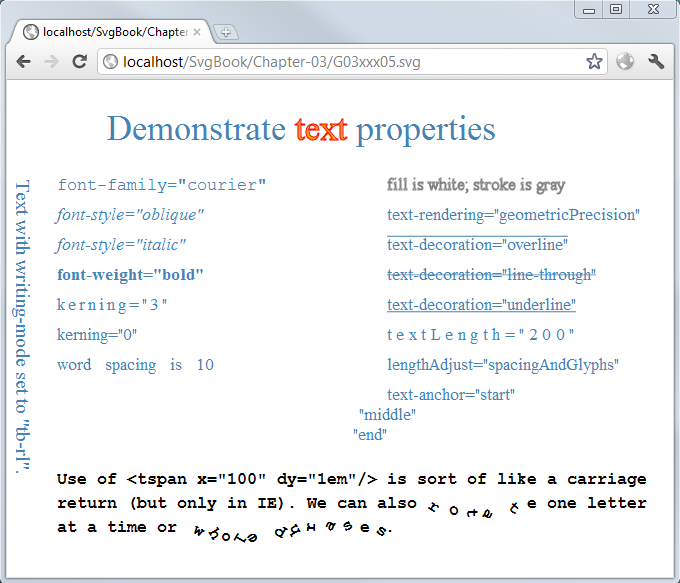 localhost/SvgBook/Chapte
localhost/SvgBook/Chapter-03/G03xxx05.svg
Demonstrate text properties
Text with writing-mode set to "tb-rl".
font-family="courier"
font-style="oblique"
font-style="italic"
font-weight="bold"
kerning="3"
kerning="0"
word spacing is 10
fill is white; stroke is gray
text-rendering="geometricPrecision"
text-decoration="overline"
text-decoration="line-through"
text-decoration="underline"
textLength="200"
lengthAdjust="spacingAndGlyphs"
text-anchor="start"
"middle"
"end"
Use of <tspan x="100" dy="1em"/> is sort of like a carriage
return (but only in IE). We can also rotate one letter
at a time or whole phrases.